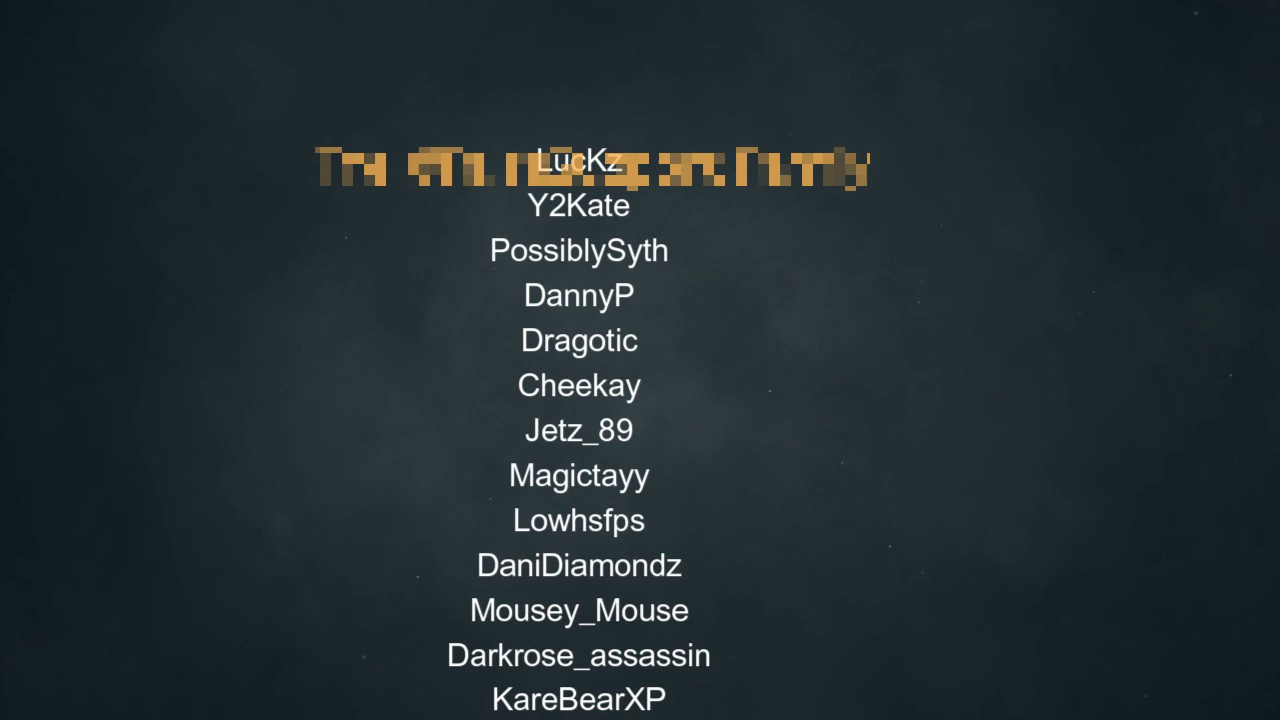 LucKz
Y2Kate
PossiblySyth
DannyP
Dragotic
Cheekay
Jetz_89
Magictayy
Lowhsfps
DaniDiamondz
Mousey_Mouse
Darkrose_assassin
KareBearXP